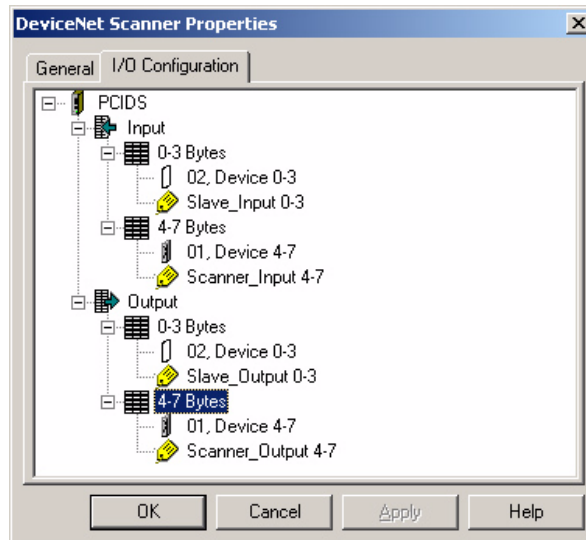 DeviceNet Scanner Properties
General I/O Configuration
PCIDS
Input
0-3 Bytes
02, Device 0-3
Slave_Input 0-3
4-7 Bytes
01, Device 4-7
Scanner_Input 4-7
Output
0-3 Bytes
02, Device 0-3
Slave_Output 0-3
4-7 Bytes
01, Device 4-7
Scanner_Output 4-7
OK Cancel Apply Help